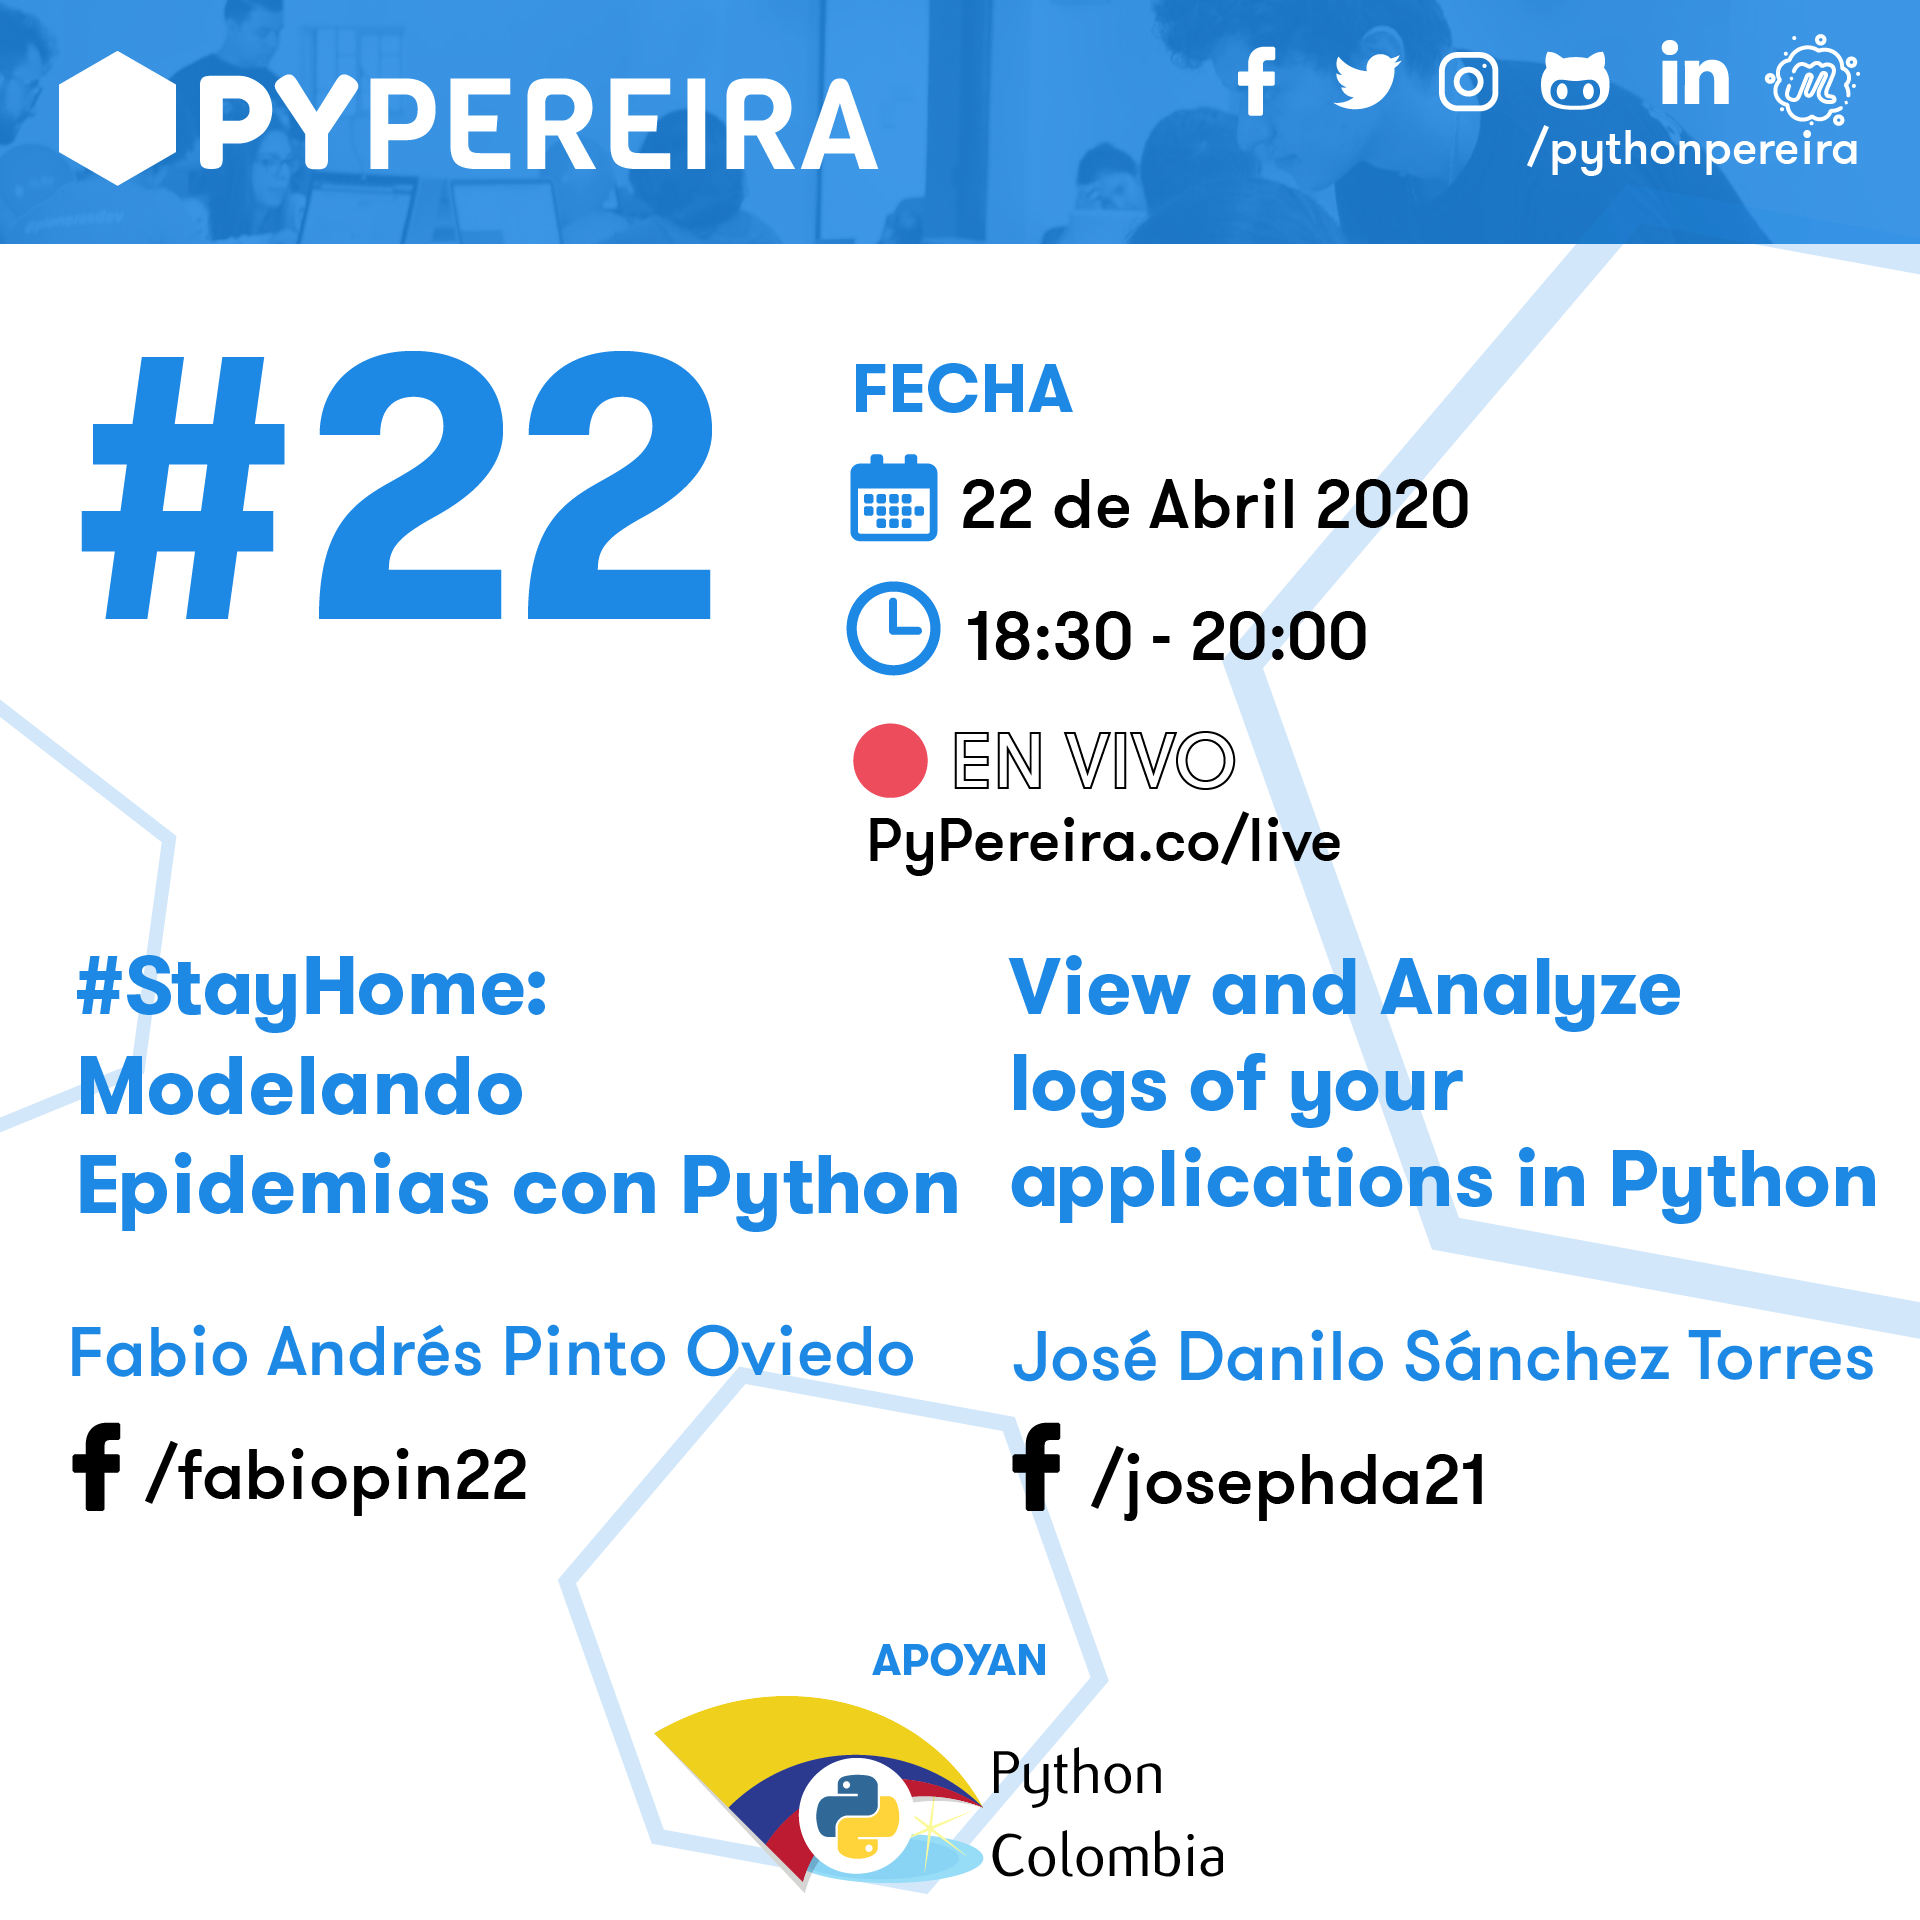 PYPEREIRA
/pythonpereira
#22
FECHA
22 de Abril 2020
18:30 - 20:00
EN VIVO
PyPereira.co/live
#StayHome:
Modelando
Epidemias con Python
Fabio Andrés Pinto Oviedo
/fabiopin22
View and Analyze
logs of your
applications in Python
José Danilo Sánchez Torres
/josephda21
APOYAN
Python
Colombia